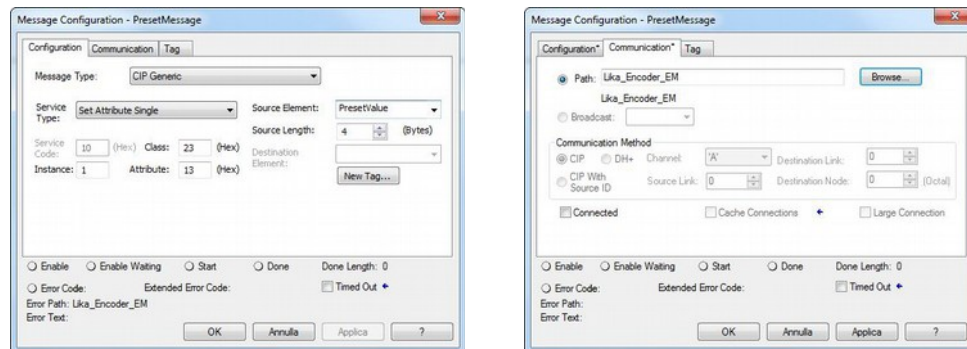 Message Configuration - PresetMessage
Configuration Communication Tag
Message Type: CIP Generic
Service Type: Set Attribute Single Source Element: PresetValue
Source Length: 4 (Bytes)
Service Code: 10 (Hex) Class: 23 (Hex) Destination Element:
Instance: 1 Attribute: 13 (Hex) New Tag...
Enable Enable Waiting Start Done Done Length: 0
Error Code: Extended Error Code: Timed Out
Error Path: Lika_Encoder_EM
Error Text:
OK Annulla Applica ?
Message Configuration - PresetMessage
Configuration* Communication* Tag
Path: Lika_Encoder_EM Browse...
Lika_Encoder_EM
Broadcast:
Communication Method
CIP DH+ Channel: 'A' Destination Link: 0
CIP With Source ID Source Link: 0 Destination Node: 0 (Octal)
Connected Cache Connections Large Connection
Enable Enable Waiting Start Done Done Length: 0
Error Code: Extended Error Code: Timed Out
Error Path:
Error Text:
OK Annulla Applica ?